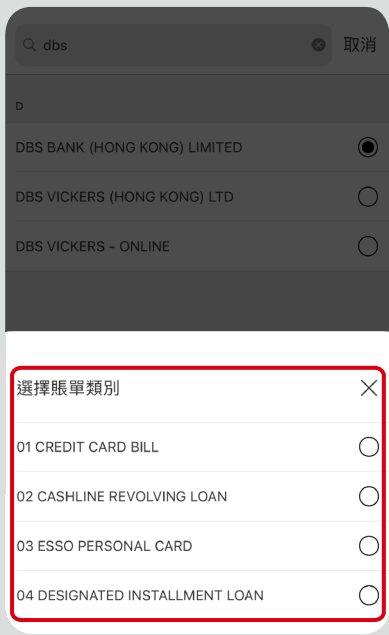 dbs
取消
D
DBS BANK (HONG KONG) LIMITED
DBS VICKERS (HONG KONG) LTD
DBS VICKERS - ONLINE
選擇賬單類別
01 CREDIT CARD BILL
02 CASHLINE REVOLVING LOAN
03 ESSO PERSONAL CARD
04 DESIGNATED INSTALLMENT LOAN